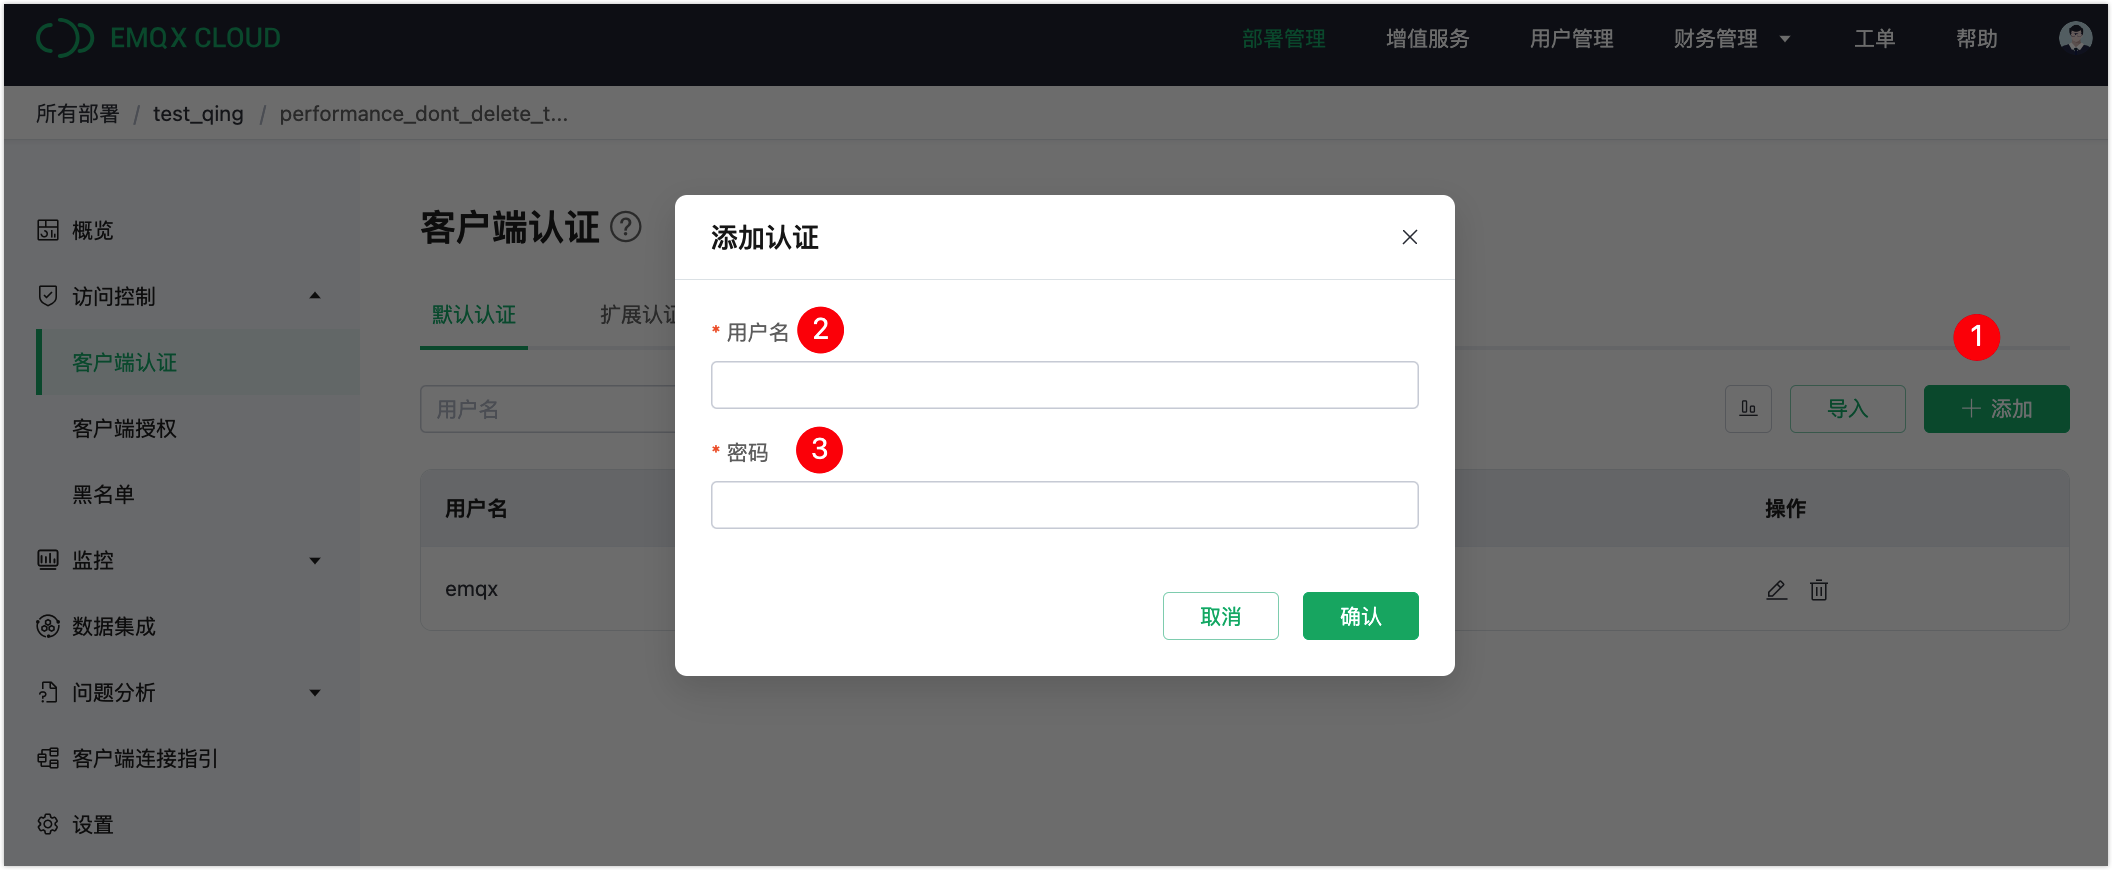 EMQX CLOUD
部署管理
增值服务
用户管理
财务管理
工单
帮助
所有部署 / test_qing / performance_dont_delete_t...
概览
访问控制
客户端认证
客户端授权
黑名单
监控
数据集成
问题分析
客户端连接指引
设置
客户端认证 ?
默认认证
扩展认证
用户名
1
导入
+ 添加
用户名
操作
emqx
添加认证
* 用户名 2
* 密码 3
取消
确认